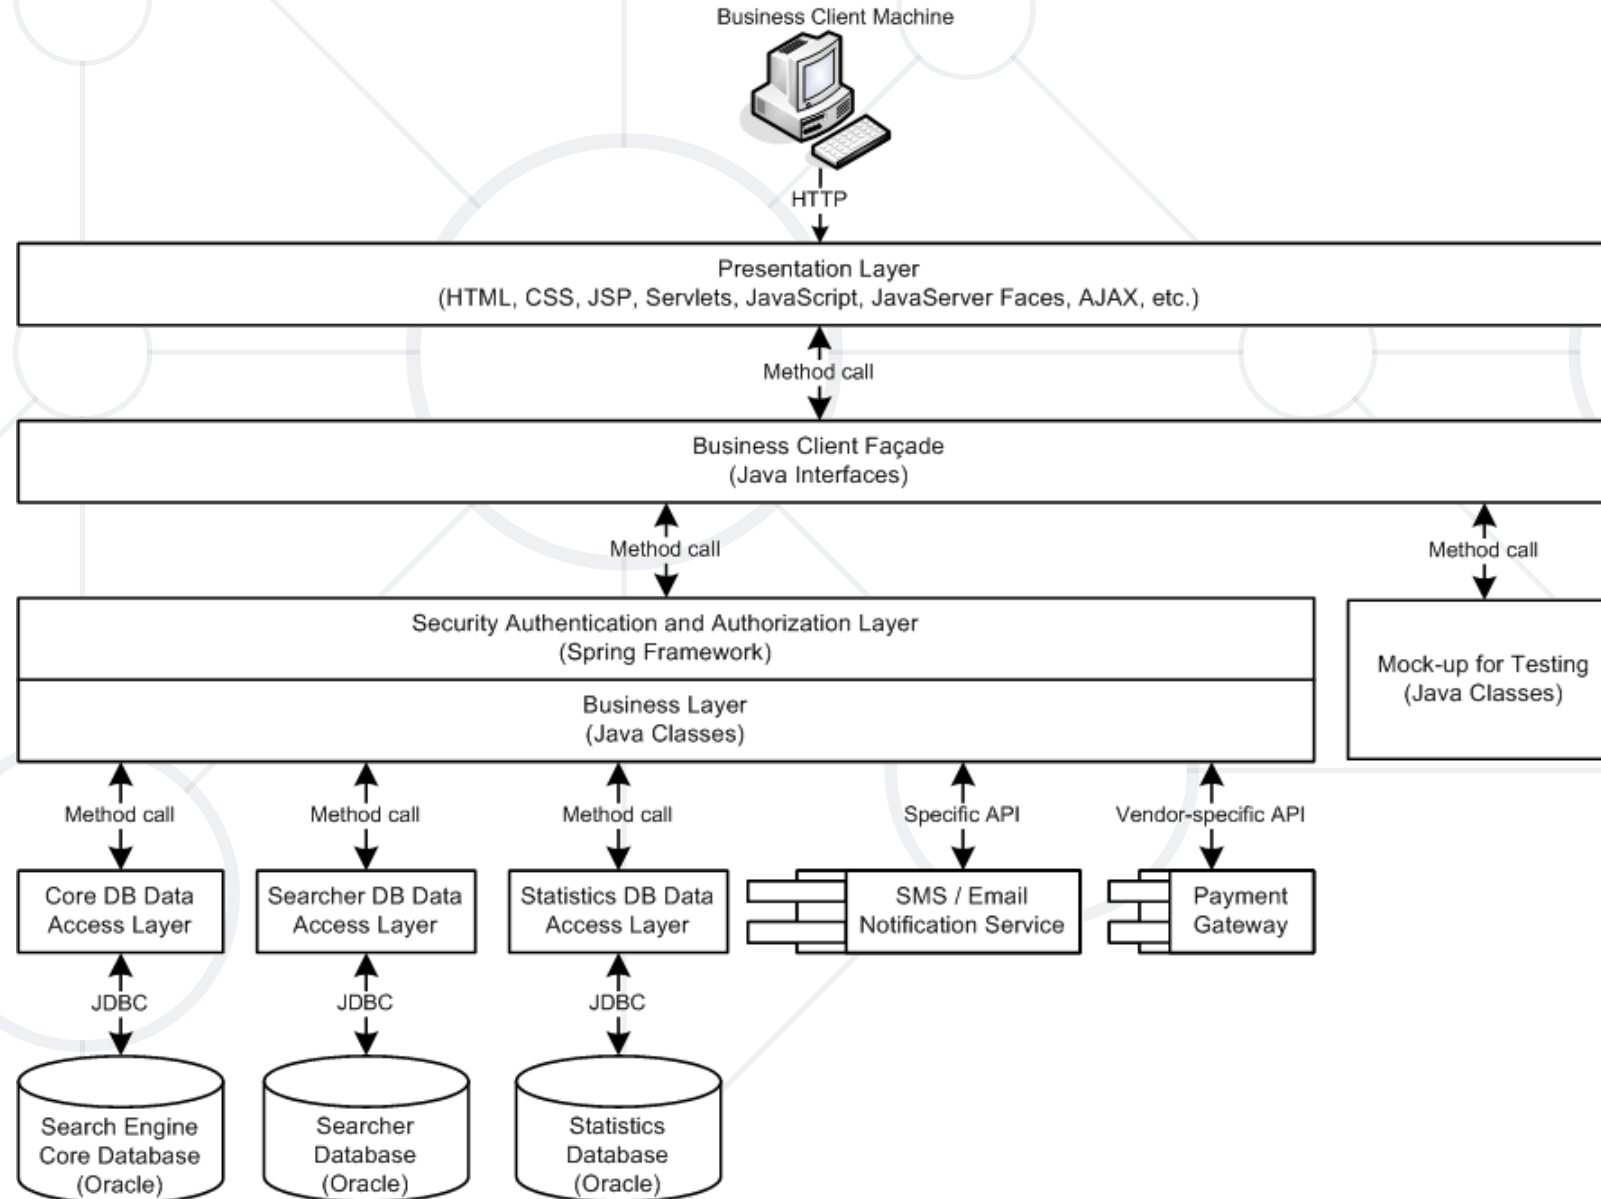 Business Client Machine
HTTP
Presentation Layer
(HTML, CSS, JSP, Servlets, JavaScript, JavaServer Faces, AJAX, etc.)
Method call
Business Client Façade
(Java Interfaces)
Method call
Method call
Security Authentication and Authorization Layer
(Spring Framework)
Business Layer
(Java Classes)
Mock-up for Testing
(Java Classes)
Method call
Method call
Method call
Specific API
Vendor-specific API
Core DB Data
Access Layer
Searcher DB Data
Access Layer
Statistics DB Data
Access Layer
SMS / Email
Notification Service
Payment
Gateway
JDBC
JDBC
JDBC
Search Engine
Core Database
(Oracle)
Searcher
Database
(Oracle)
Statistics
Database
(Oracle)